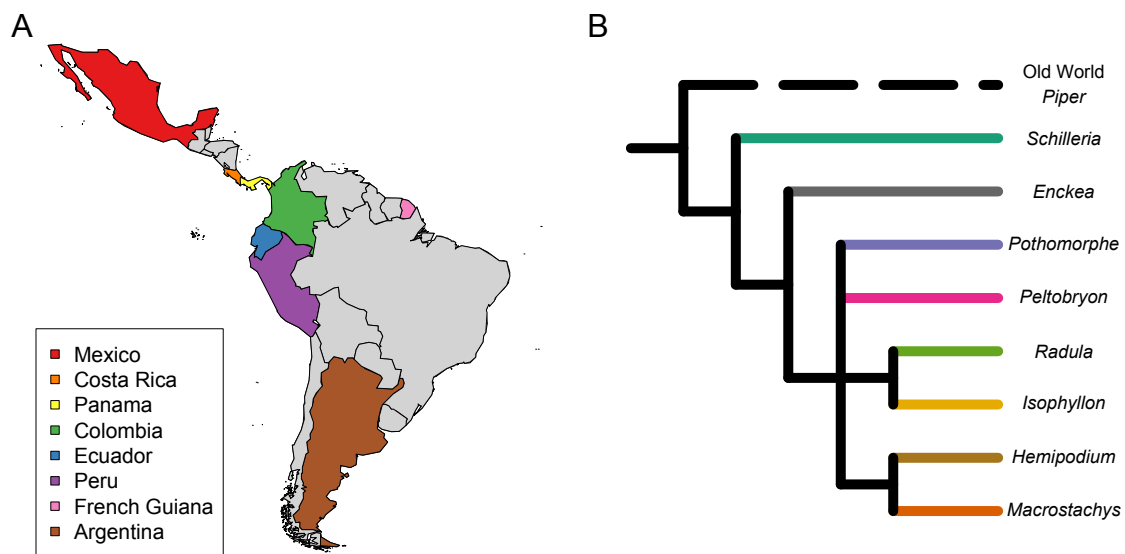 A
Mexico
Costa Rica
Panama
Colombia
Ecuador
Peru
French Guiana
Argentina
B
Old World
Piper
Schilleria
Enckea
Pothomorphe
Peltobryon
Radula
Isophyllon
Hemipodium
Macrostachys